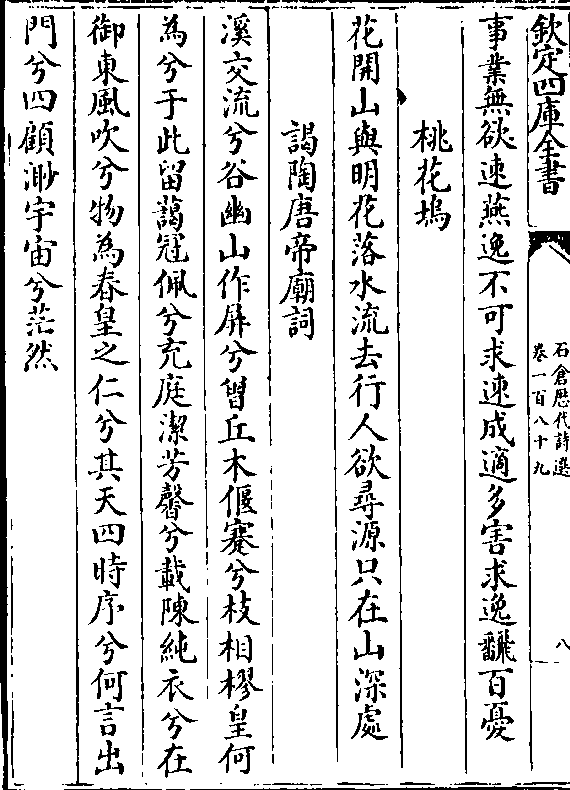 欽定四庫全書
石倉歴代詩選
卷一百八十九
八
事業無欲速燕逸不可求速成適多害求逸飜百憂
桃花塢
花開山與明花落水流去行人欲尋源只在山深處
謁陶唐帝廟詞
溪交流兮谷幽山作屏兮曽丘木偃蹇兮枝相樛皇何
為兮于此留藹冠佩兮充庭潔芳馨兮載陳純衣兮在
御東風吹兮物為春皇之仁兮其天四時序兮何言出
門兮四顧渺宇宙兮茫然